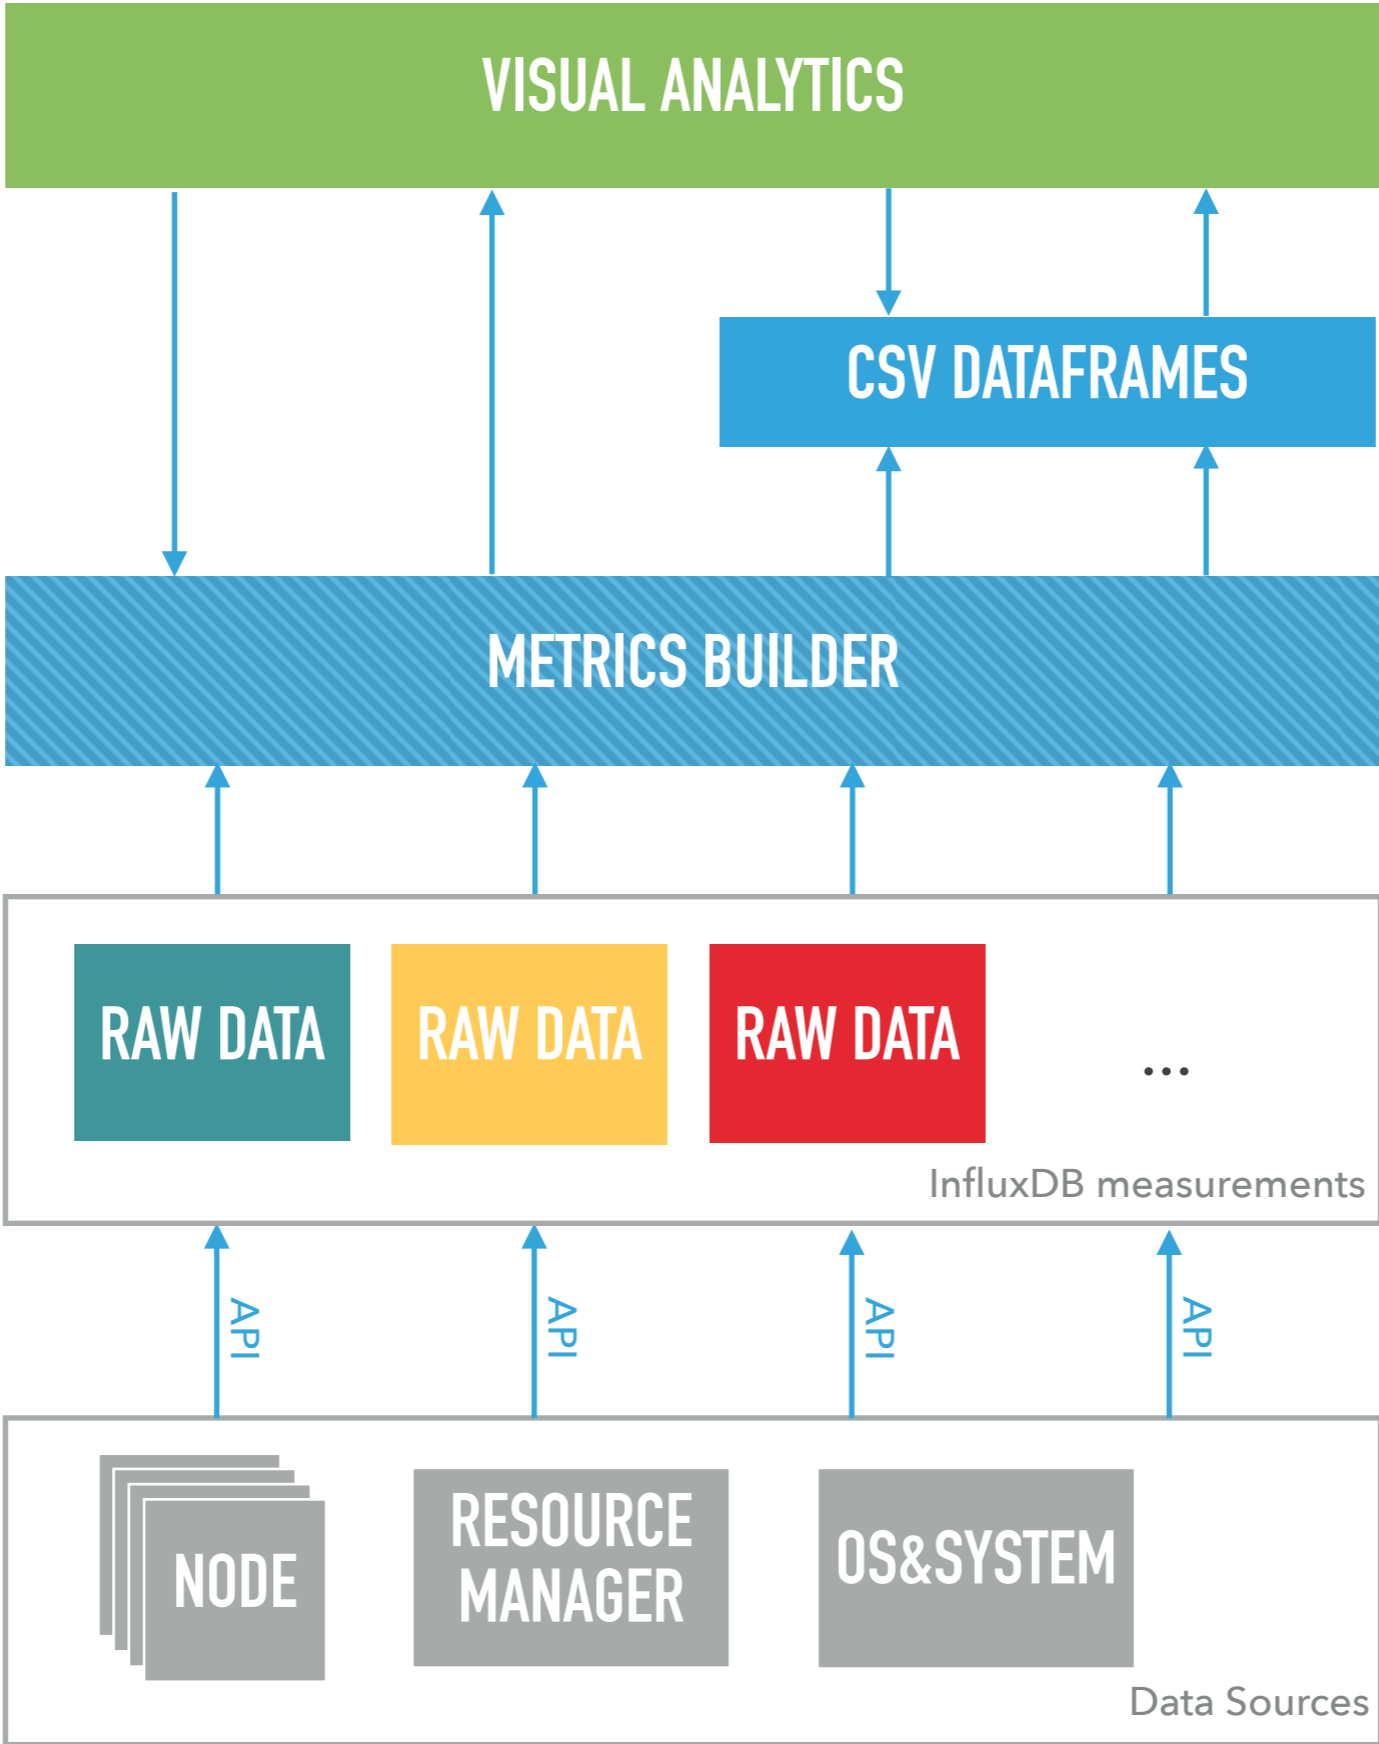 VISUAL ANALYTICS
CSV DATAFRAMES
METRICS BUILDER
RAW DATA
RAW DATA
RAW DATA
...
InfluxDB measurements
API
API
API
API
NODE
RESOURCE
MANAGER
OS&SYSTEM
Data Sources